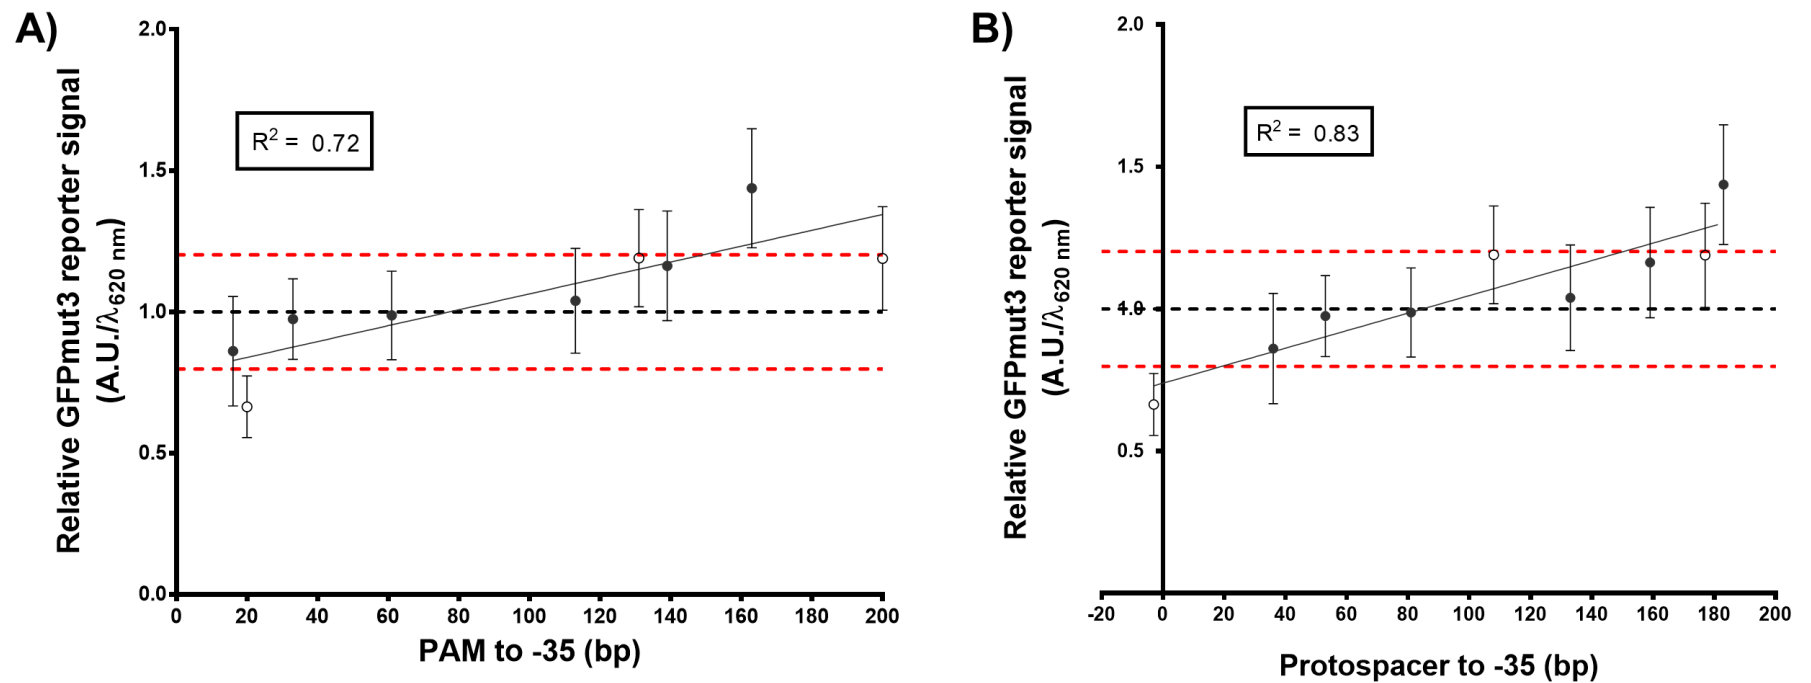 A)
Relative GFPmut3 reporter signal
(A.U./λ620 nm)
2.0
1.5
1.0
0.5
0.0
R2 = 0.72
0 20 40 60 80 100 120 140 160 180 200
PAM to -35 (bp)
B)
Relative GFPmut3 reporter signal
(A.U./λ620 nm)
2.0
1.5
1.0
0.5
R2 = 0.83
-20 0 20 40 60 80 100 120 140 160 180 200
Protospacer to -35 (bp)